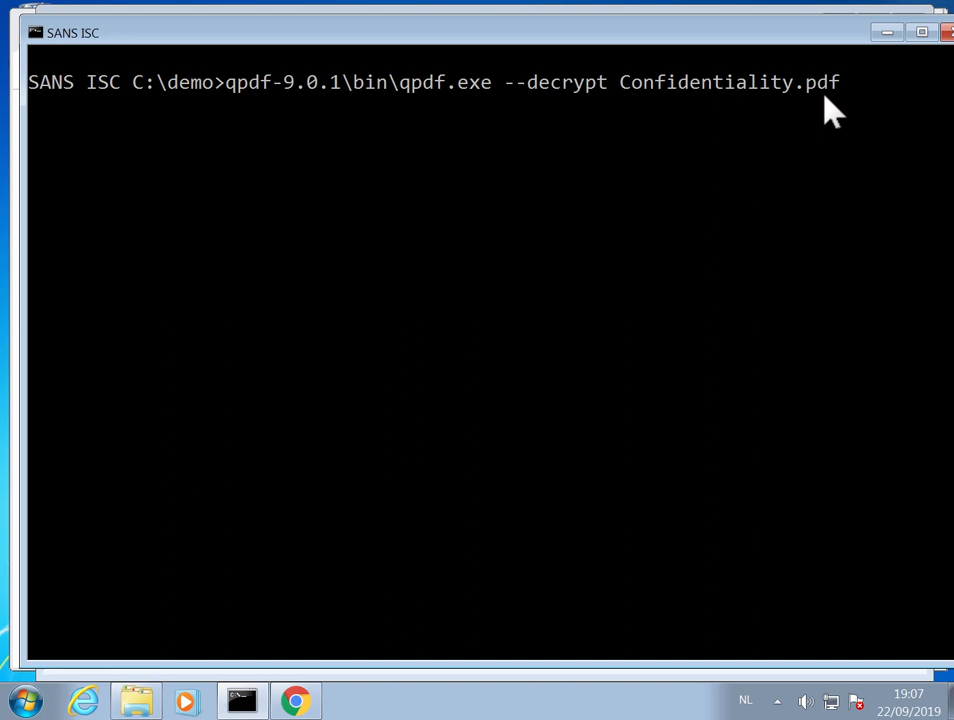 SANS ISC
SANS ISC C:\demo>qpdf-9.0.1\bin\qpdf.exe --decrypt Confidentiality.pdf
NL
19:07
22/09/2019